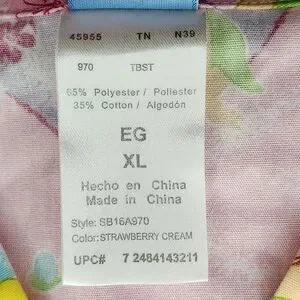 45955 TN N39
970 TBST
65% Polyester / Poliester
35% Cotton / Algodón
EG
XL
Hecho en China
Made in China
Style: SB16A970
Color: STRAWBERRY CREAM
UPC# 7 2484143211